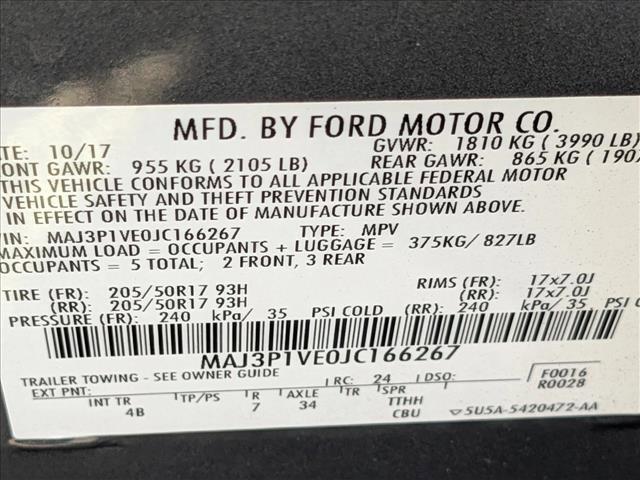 MFD. BY FORD MOTOR CO.
ATE: 10/17 GVWR: 1810 KG ( 3990 LB)
ONT GAWR: 955 KG ( 2105 LB) REAR GAWR: 865 KG ( 190
THIS VEHICLE CONFORMS TO ALL APPLICABLE FEDERAL MOTOR
VEHICLE SAFETY AND THEFT PREVENTION STANDARDS
IN EFFECT ON THE DATE OF MANUFACTURE SHOWN ABOVE.
IN: MAJ3P1VE0JC166267 TYPE: MPV
MAXIMUM LOAD = OCCUPANTS + LUGGAGE = 375KG/ 827LB
OCCUPANTS = 5 TOTAL; 2 FRONT, 3 REAR
TIRE (FR): 205/50R17 93H RIMS (FR): 17x7.0J
(RR): 205/50R17 93H (RR): 17x7.0J
PRESSURE (FR): 240 kPa/ 35 PSI COLD (RR): 240 kPa/ 35 PSI CO
MAJ3P1VE0JC166267
TRAILER TOWING - SEE OWNER GUIDE
EXT PNT: RC: 24 DSO: F0016
R0028
INT TR TP/PS R AXLE TR SPR
4B 7 34 TTHH
CBU 5U5A-5420472-AA